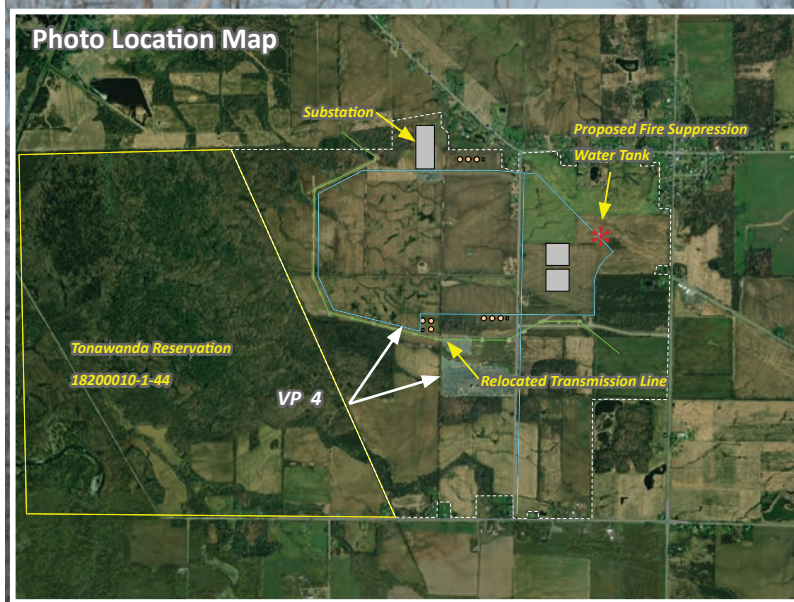 Photo Location Map
Substation
Proposed Fire Suppression
Water Tank
Tonawanda Reservation
18200010-1-44
VP 4
Relocated Transmission Line